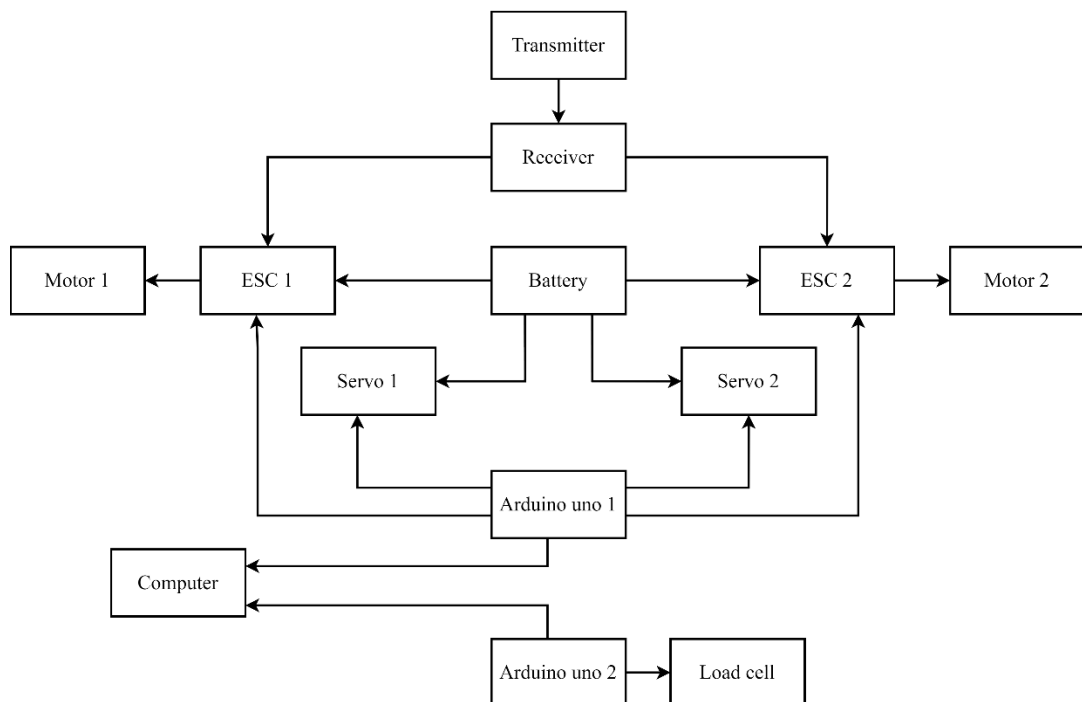 Transmitter
Receiver
Motor 1
ESC 1
Battery
ESC 2
Motor 2
Servo 1
Servo 2
Arduino uno 1
Computer
Arduino uno 2
Load cell